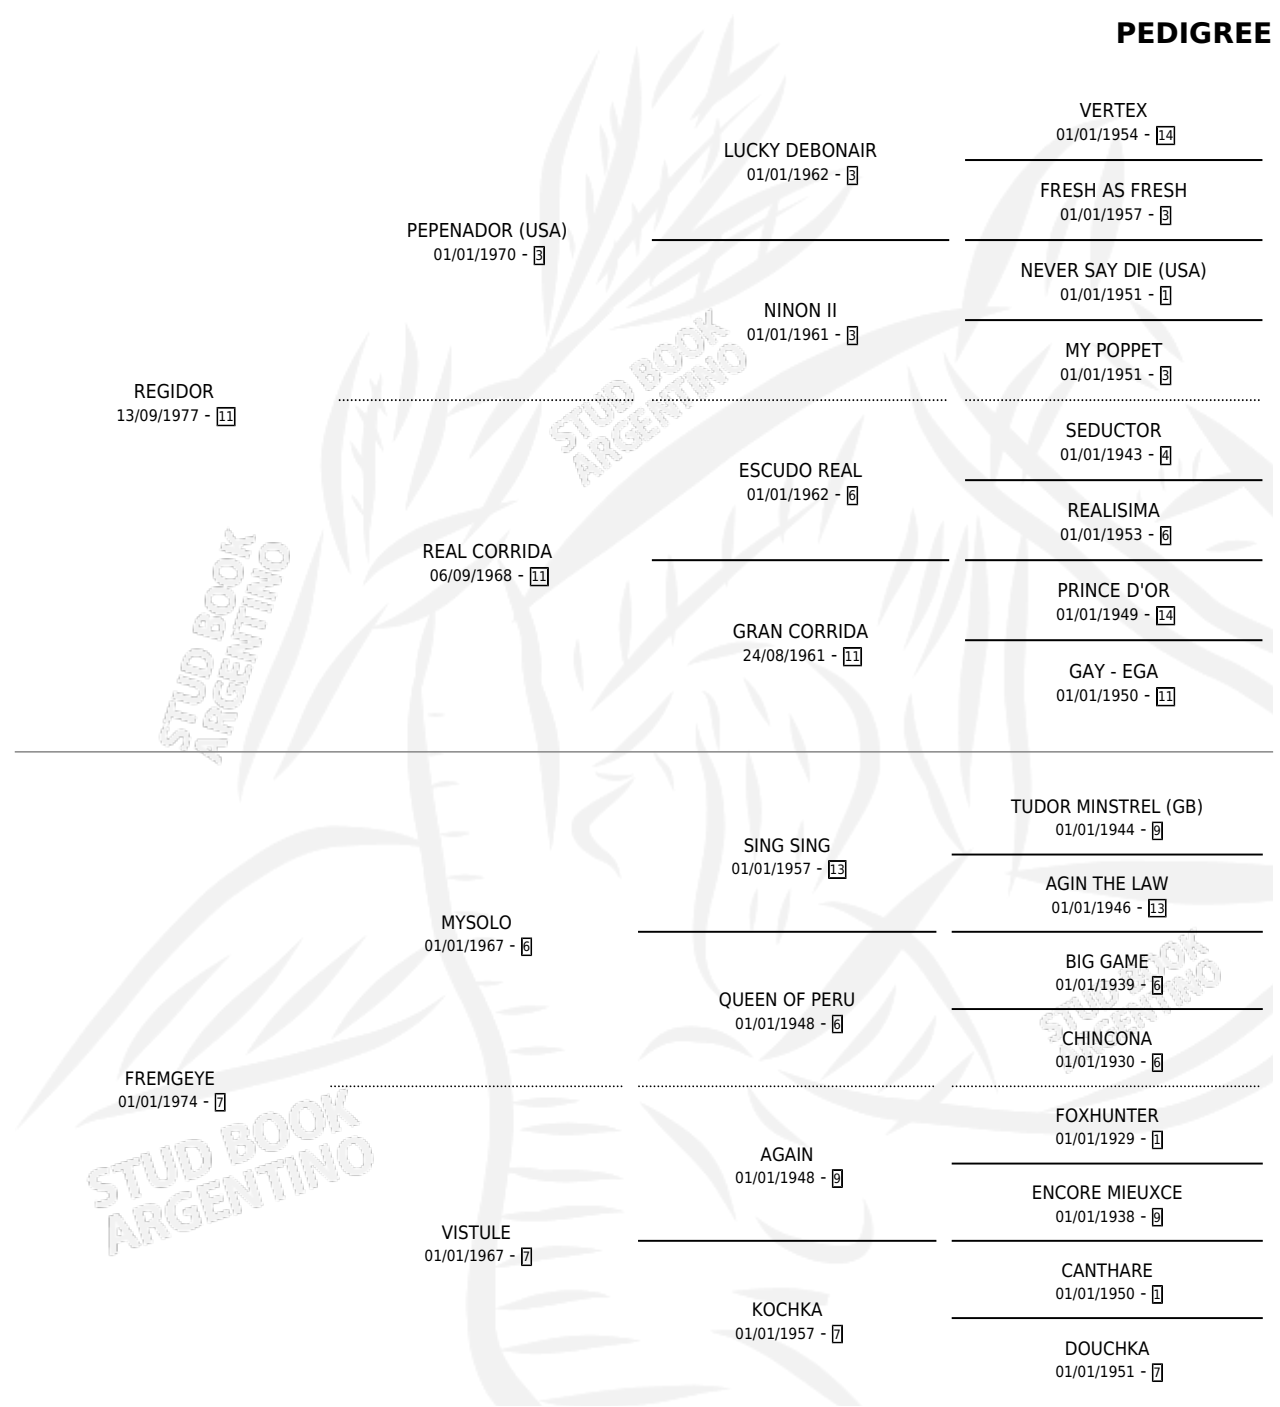 PEDIGREE
REGIDOR
13/09/1977 - 11
PEPENADOR (USA)
01/01/1970 - 3
REAL CORRIDA
06/09/1968 - 11
LUCKY DEBONAIR
01/01/1962 - 3
NINON II
01/01/1961 - 3
ESCUDO REAL
01/01/1962 - 6
GRAN CORRIDA
24/08/1961 - 11
VERTEX
01/01/1954 - 14
FRESH AS FRESH
01/01/1957 - 3
NEVER SAY DIE (USA)
01/01/1951 - 1
MY POPPET
01/01/1951 - 3
SEDUCTOR
01/01/1943 - 4
REALISIMA
01/01/1953 - 6
PRINCE D'OR
01/01/1949 - 14
GAY - EGA
01/01/1950 - 11
FREMGEYE
01/01/1974 - 7
MYSOLO
01/01/1967 - 6
VISTULE
01/01/1967 - 7
SING SING
01/01/1957 - 13
QUEEN OF PERU
01/01/1948 - 6
AGAIN
01/01/1948 - 9
KOCHKA
01/01/1957 - 7
TUDOR MINSTREL (GB)
01/01/1944 - 9
AGIN THE LAW
01/01/1946 - 13
BIG GAME
01/01/1939 - 6
CHINCONA
01/01/1930 - 6
FOXHUNTER
01/01/1929 - 1
ENCORE MIEUXCE
01/01/1938 - 9
CANTHARE
01/01/1950 - 1
DOUCHKA
01/01/1951 - 7
STUD BOOK
ARGENTINO
STUD BOOK
ARGENTINO
STUD BOOK
ARGENTINO
STUD BOOK
ARGENTINO